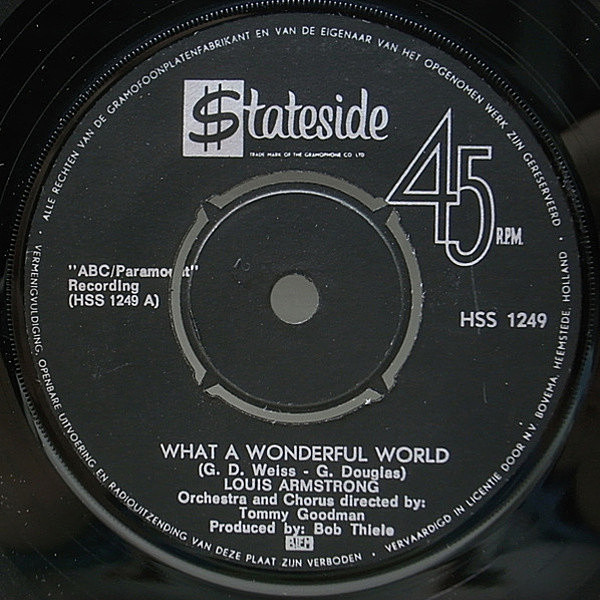 ALLE RECHTEN VAN DE GRAMOFOONPLATENFABRIKANT EN VAN DE EIGENAAR VAN HET OPGENOMEN WERK ZIJN GERESERVEERD
$tateside
TRADE MARK OF THE GRAMOPHONE CO LTD
45
R.P.M.
"ABC/Paramount"
Recording
(HSS 1249 A)
HSS 1249
WHAT A WONDERFUL WORLD
(G. D. Weiss - G. Douglas)
LOUIS ARMSTRONG
Orchestra and Chorus directed by:
Tommy Goodman
Produced by: Bob Thiele
VERMENIGVULDIGING, OPENBARE UITVOERING EN RADIOUITZENDING VAN DEZE PLAAT ZIJN VERBODEN · VERVAARDIGD IN LICENTIE DOOR N.V. BOVEMA, HEEMSTEDE, HOLLAND